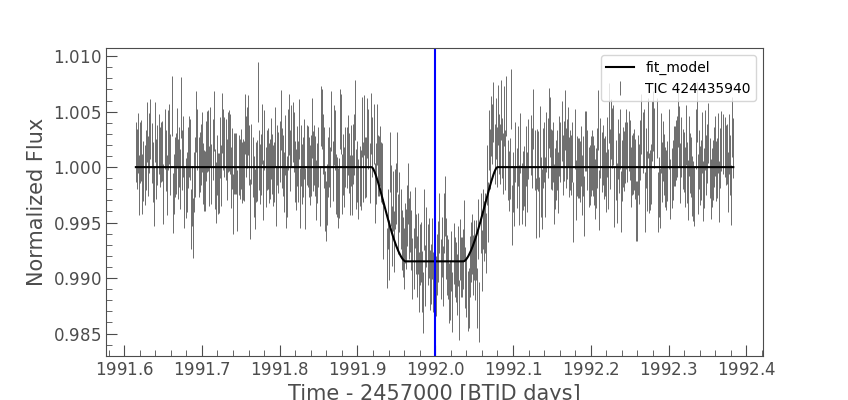 1.010
1.005
1.000
0.995
0.990
0.985
Normalized Flux
fit_model
TIC 424435940
1991.6 1991.7 1991.8 1991.9 1992.0 1992.1 1992.2 1992.3 1992.4
Time - 2457000 [BTJD days]